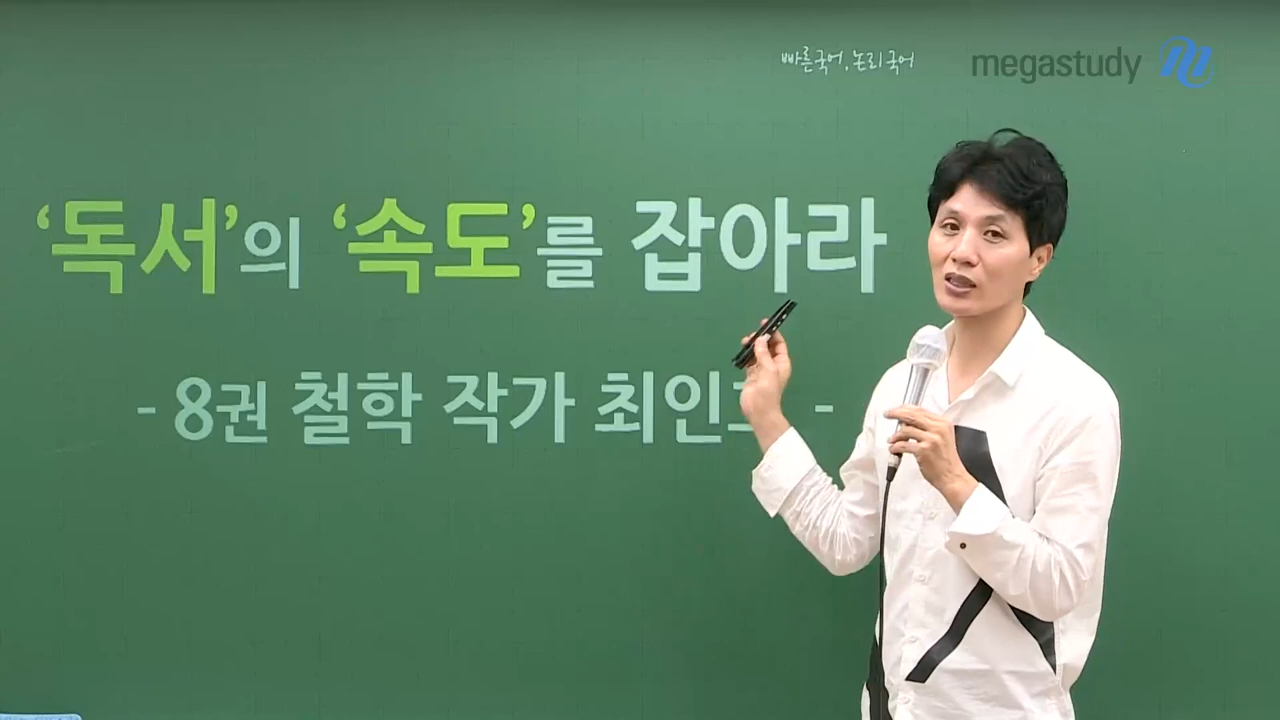 빠른국어, 논리국어
megastudy
‘독서’의 ‘속도’를 잡아라
- 8권 철학 작가 최인 -